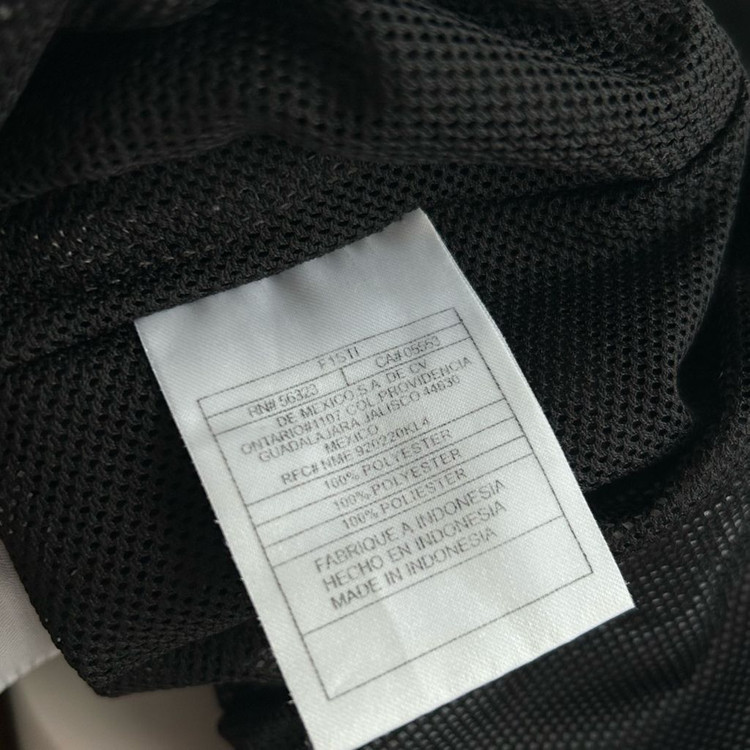 F1STI
RN# 56323 CA# 05553
DE MEXICO S.A. DE CV.
ONTARIO#1107 COL. PROVIDENCIA
GUADALAJARA JALISCO 44630
MEXICO
RFC# NME 920220KL4
100% POLYESTER
100% POLYESTER
100% POLIESTER
FABRIQUE A INDONESIA
HECHO EN INDONESIA
MADE IN INDONESIA